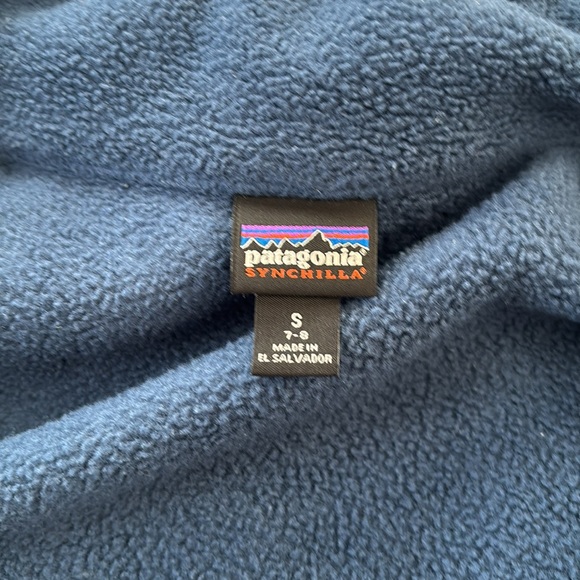 patagonia®
SYNCHILLA®
S
7-8
MADE IN
EL SALVADOR